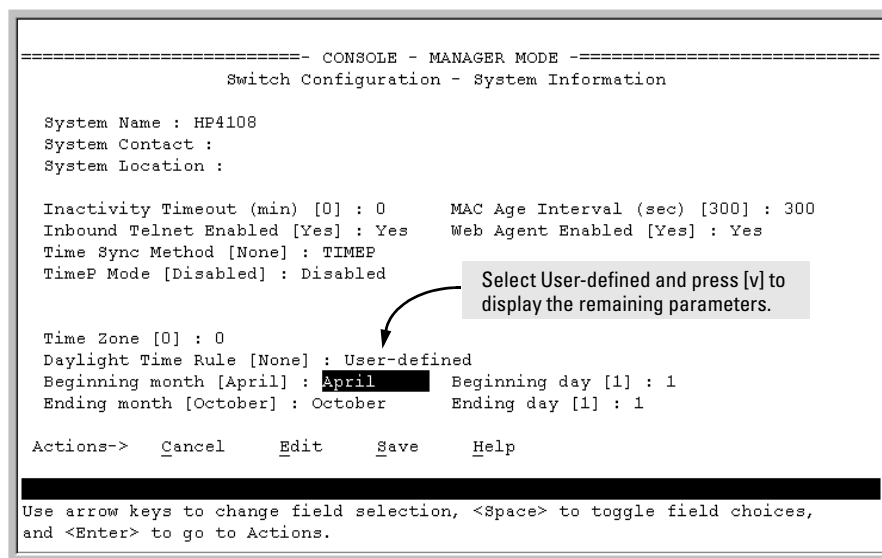 ==========================- CONSOLE - MANAGER MODE -============================
Switch Configuration - System Information
System Name : HP4108
System Contact :
System Location :
Inactivity Timeout (min) [0] : 0 MAC Age Interval (sec) [300] : 300
Inbound Telnet Enabled [Yes] : Yes Web Agent Enabled [Yes] : Yes
Time Sync Method [None] : TIMEP
TimeP Mode [Disabled] : Disabled
Select User-defined and press [v] to
display the remaining parameters.
Time Zone [0] : 0
Daylight Time Rule [None] : User-defined
Beginning month [April] : April Beginning day [1] : 1
Ending month [October] : October Ending day [1] : 1
Actions-> Cancel Edit Save Help
Use arrow keys to change field selection, <Space> to toggle field choices,
and <Enter> to go to Actions.